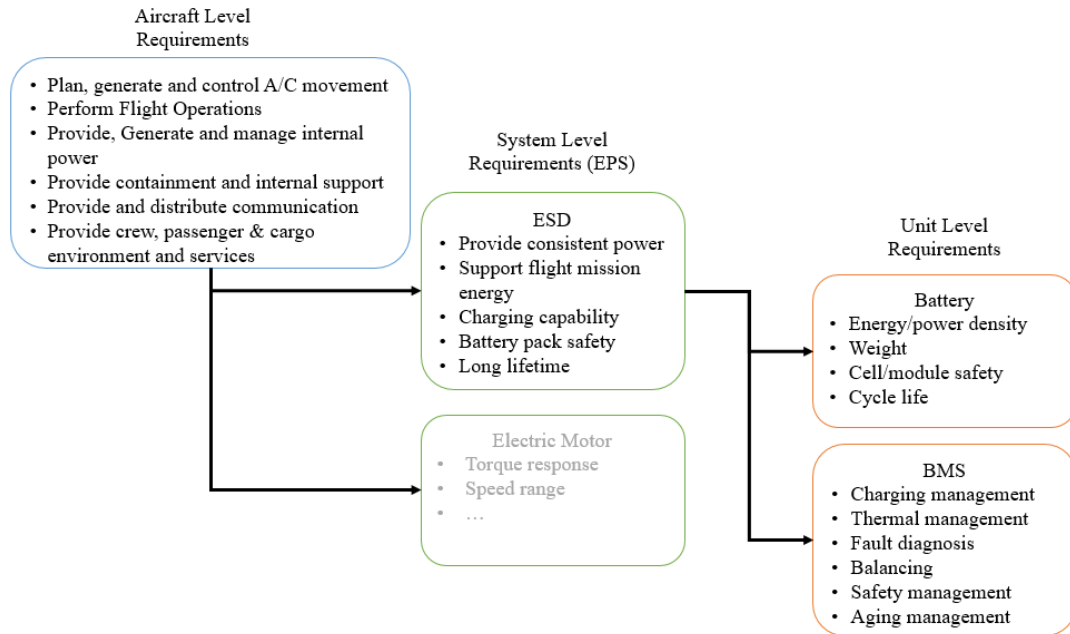 Aircraft Level
Requirements
• Plan, generate and control A/C movement
• Perform Flight Operations
• Provide, Generate and manage internal
power
• Provide containment and internal support
• Provide and distribute communication
• Provide crew, passenger & cargo
environment and services
System Level
Requirements (EPS)
ESD
• Provide consistent power
• Support flight mission
energy
• Charging capability
• Battery pack safety
• Long lifetime
Electric Motor
• Torque response
• Speed range
• …
Unit Level
Requirements
Battery
• Energy/power density
• Weight
• Cell/module safety
• Cycle life
BMS
• Charging management
• Thermal management
• Fault diagnosis
• Balancing
• Safety management
• Aging management